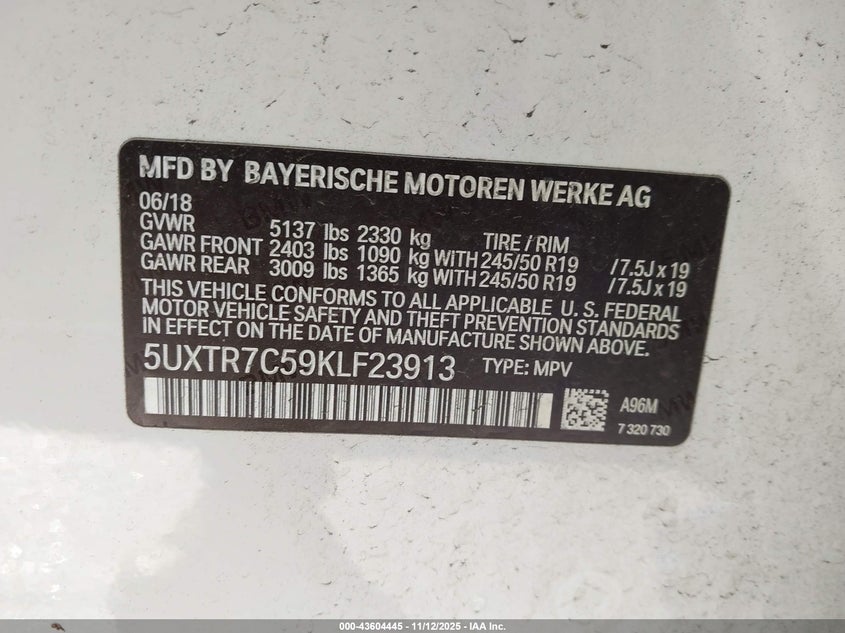 MFD BY BAYERISCHE MOTOREN WERKE AG
06/18
GVWR 5137 lbs 2330 kg TIRE / RIM
GAWR FRONT 2403 lbs 1090 kg WITH 245/50 R19 /7.5J x 19
GAWR REAR 3009 lbs 1365 kg WITH 245/50 R19 /7.5J x 19
THIS VEHICLE CONFORMS TO ALL APPLICABLE U. S. FEDERAL
MOTOR VEHICLE SAFETY AND THEFT PREVENTION STANDARDS
IN EFFECT ON THE DATE OF MANUFACTURE SHOWN ABOVE.
5UXTR7C59KLF23913 TYPE: MPV
A96M
7 320 730
000-43604445 - 11/12/2025 - IAA Inc.